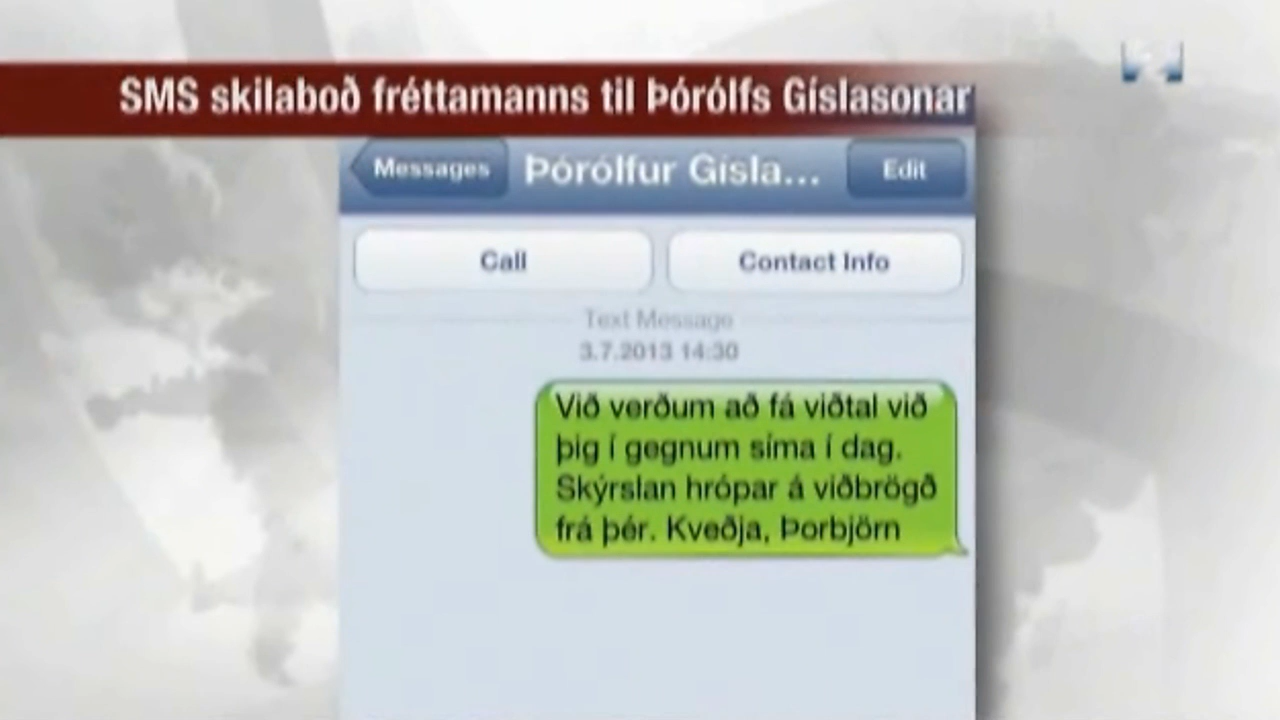 SMS skilaboð fréttamanns til Þórólfs Gíslasonar
Messages
Þórólfur Gísla...
Edit
Call
Contact Info
Text Message
3.7.2013 14:30
Við verðum að fá viðtal við
þig í gegnum síma í dag.
Skýrslan hrópar á viðbrögð
frá þér. Kveðja, Þorbjörn